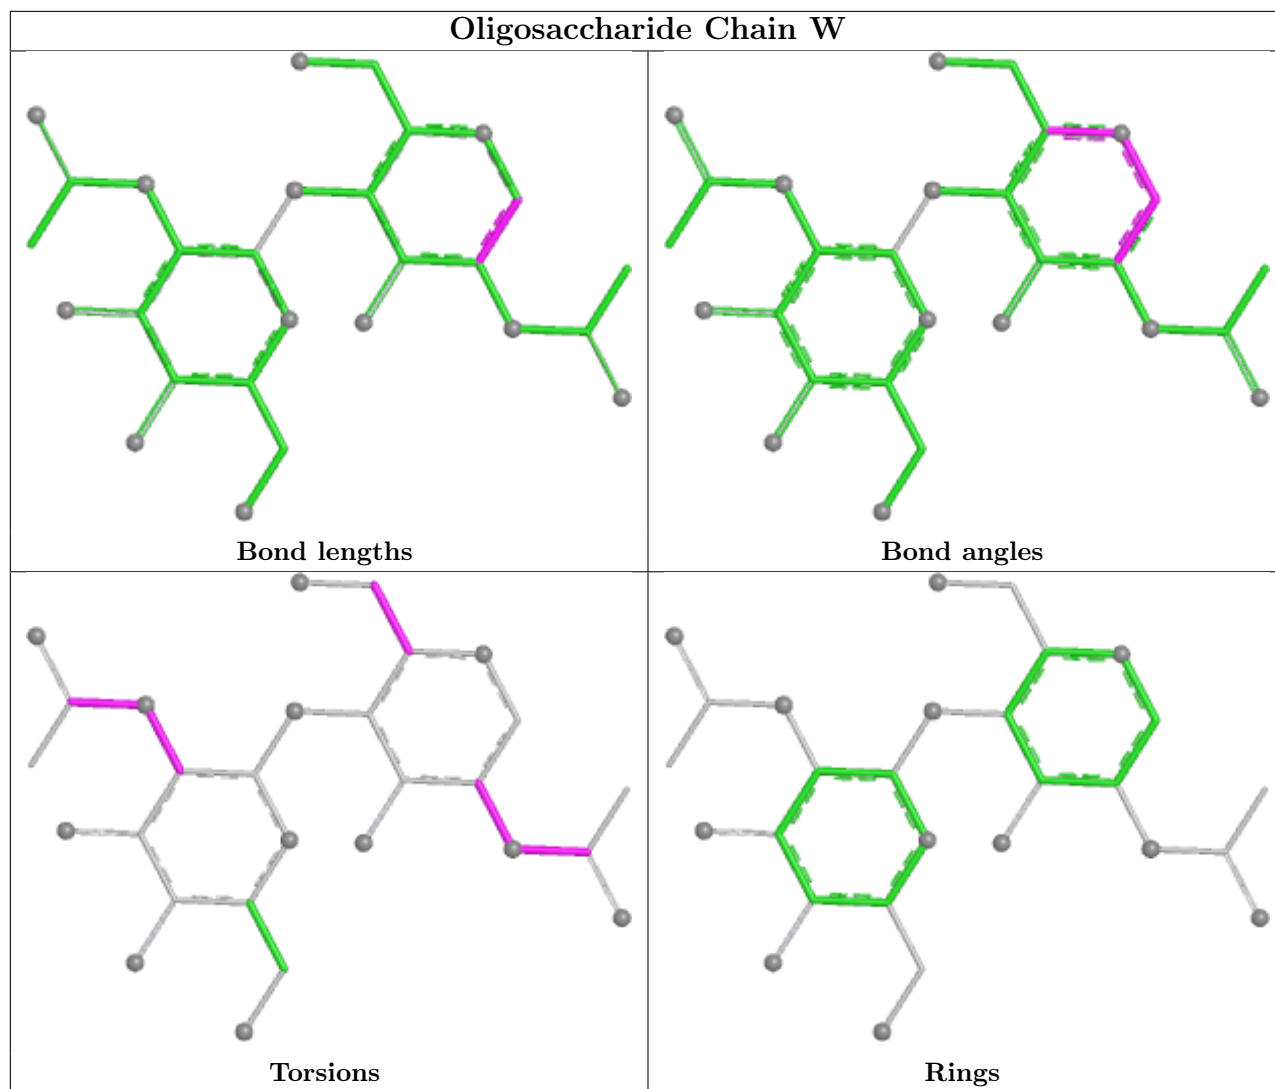 Oligosaccharide Chain W
Bond lengths
Bond angles
Torsions
Rings